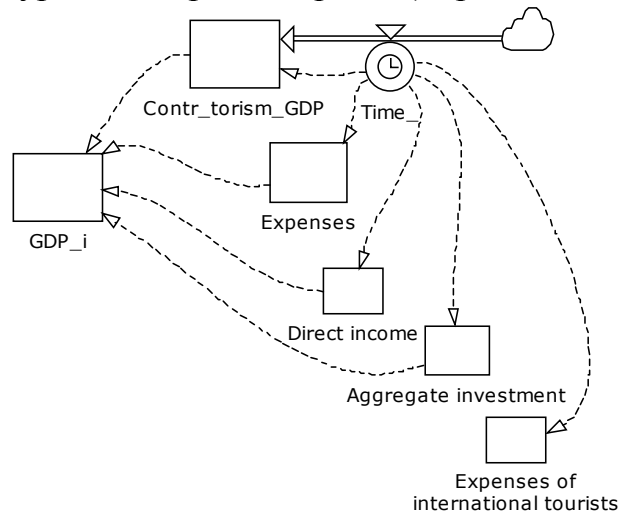 Contr_torism_GDP
Time_
Expenses
GDP_i
Direct income
Aggregate investment
Expenses of
international tourists